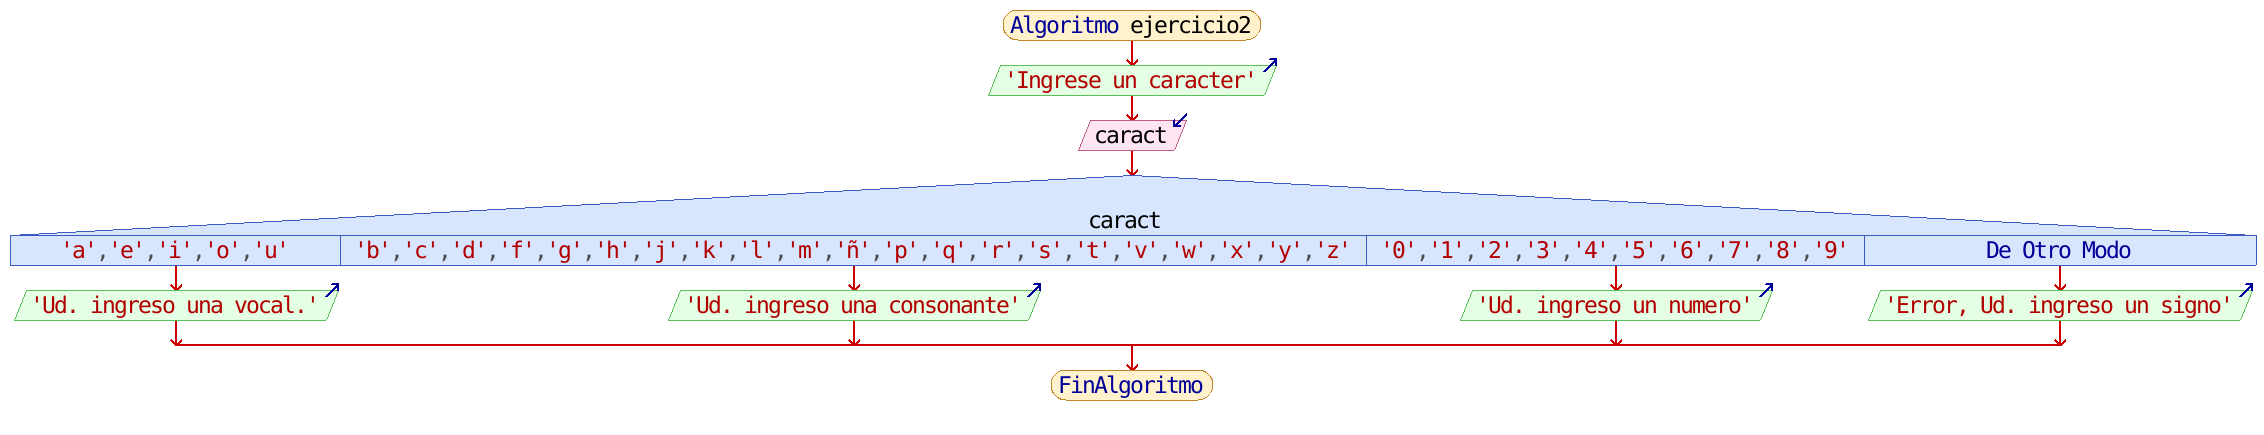 Algoritmo ejercicio2
'Ingrese un caracter'
caract
caract
'a','e','i','o','u' 'b','c','d','f','g','h','j','k','l','m','ñ','p','q','r','s','t','v','w','x','y','z' '0','1','2','3','4','5','6','7','8','9' De Otro Modo
'Ud. ingreso una vocal.' 'Ud. ingreso una consonante' 'Ud. ingreso un numero' 'Error, Ud. ingreso un signo'
FinAlgoritmo